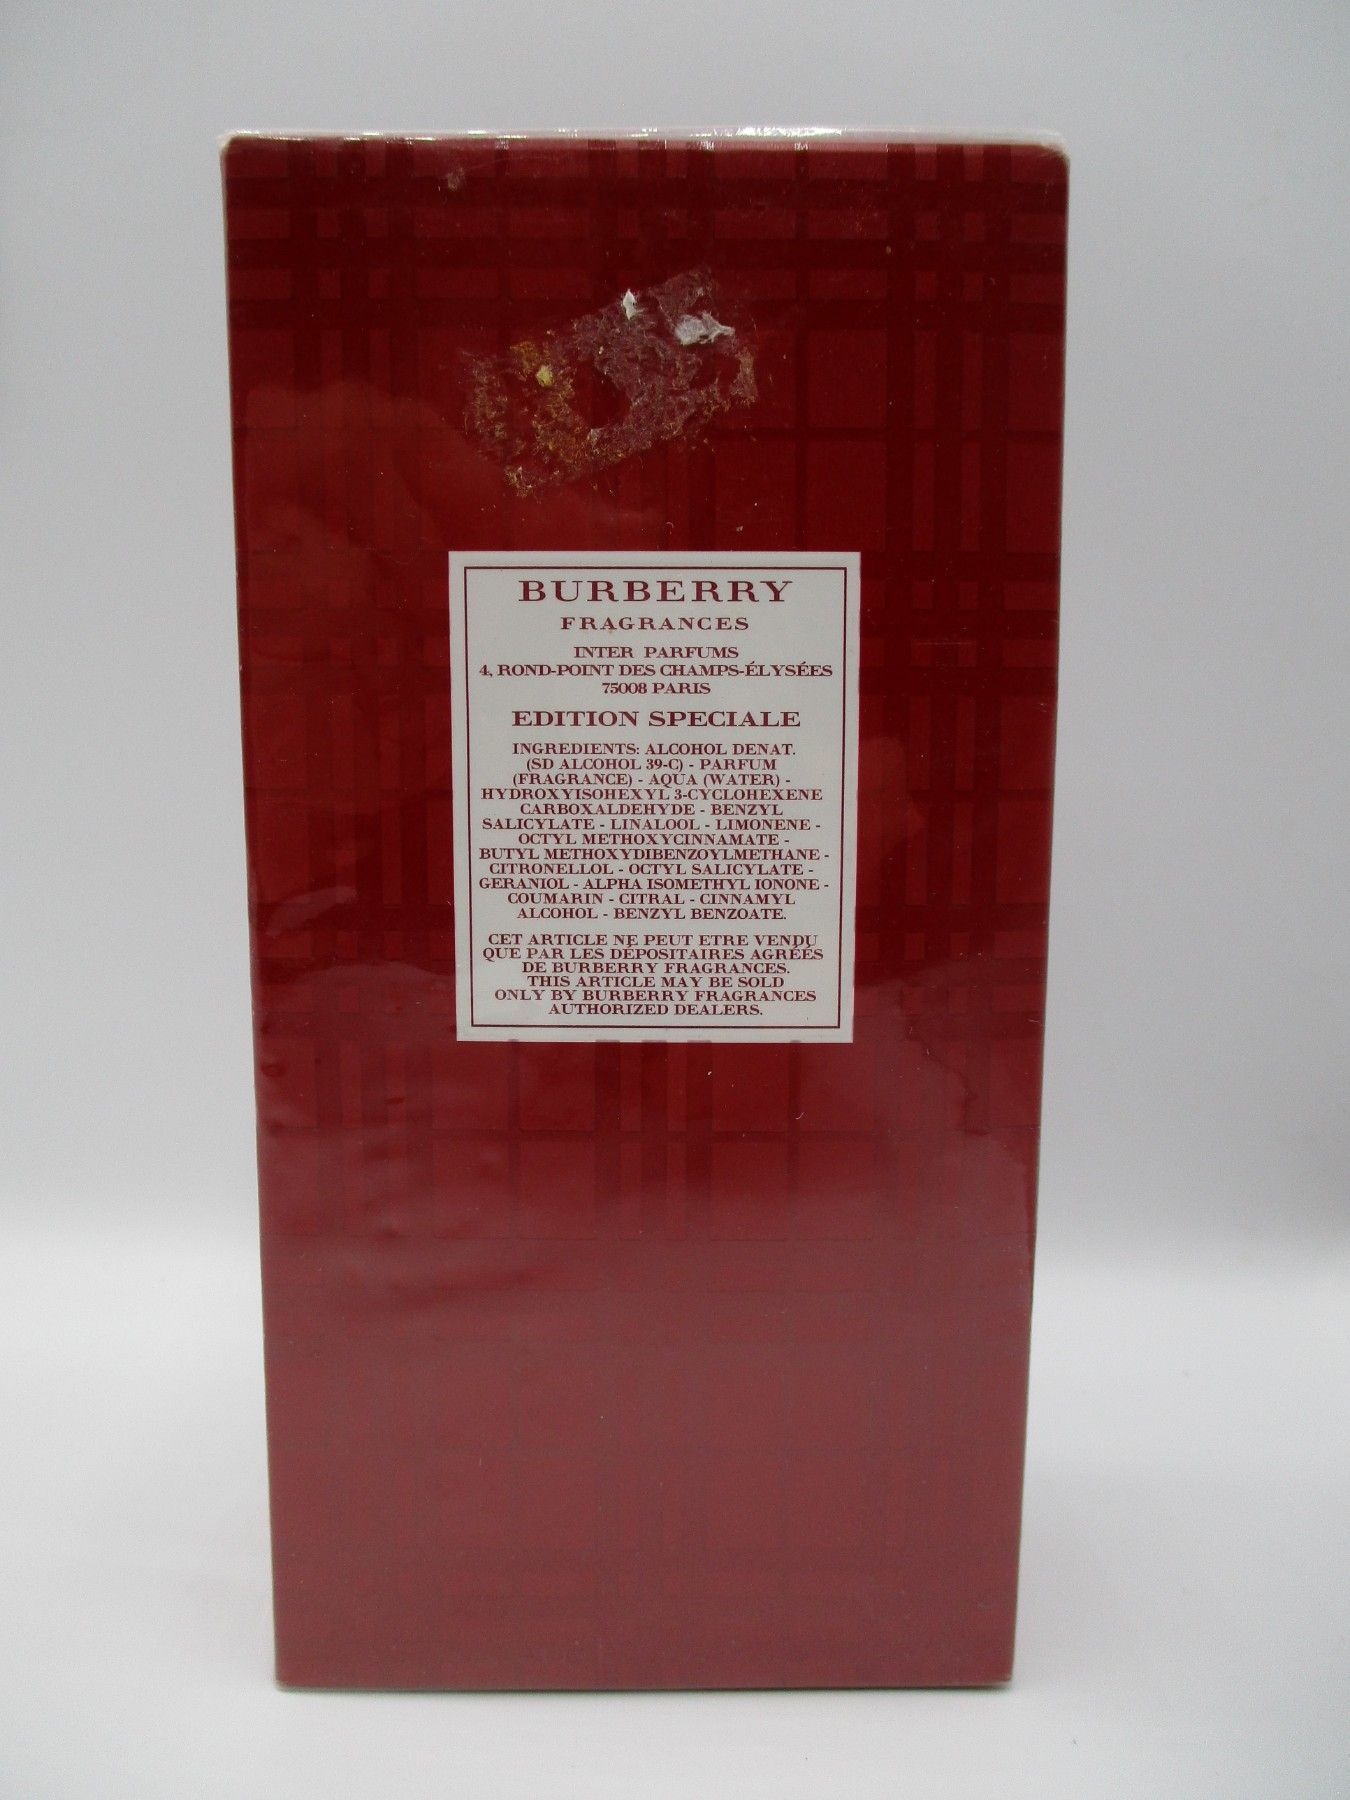 BURBERRY
FRAGRANCES
INTER PARFUMS
4, ROND-POINT DES CHAMPS-ÉLYSÉES
75008 PARIS
EDITION SPECIALE
INGREDIENTS: ALCOHOL DENAT.
(SD ALCOHOL 39-C) - PARFUM
(FRAGRANCE) - AQUA (WATER) -
HYDROXYISOHEXYL 3-CYCLOHEXENE
CARBOXALDEHYDE - BENZYL
SALICYLATE - LINALOOL - LIMONENE -
OCTYL METHOXYCINNAMATE -
BUTYL METHOXYDIBENZOYLMETHANE -
CITRONELLOL - OCTYL SALICYLATE -
GERANIOL - ALPHA ISOMETHYL IONONE -
COUMARIN - CITRAL - CINNAMYL
ALCOHOL - BENZYL BENZOATE.
CET ARTICLE NE PEUT ETRE VENDU
QUE PAR LES DÉPOSITAIRES AGRÉÉS
DE BURBERRY FRAGRANCES.
THIS ARTICLE MAY BE SOLD
ONLY BY BURBERRY FRAGRANCES
AUTHORIZED DEALERS.